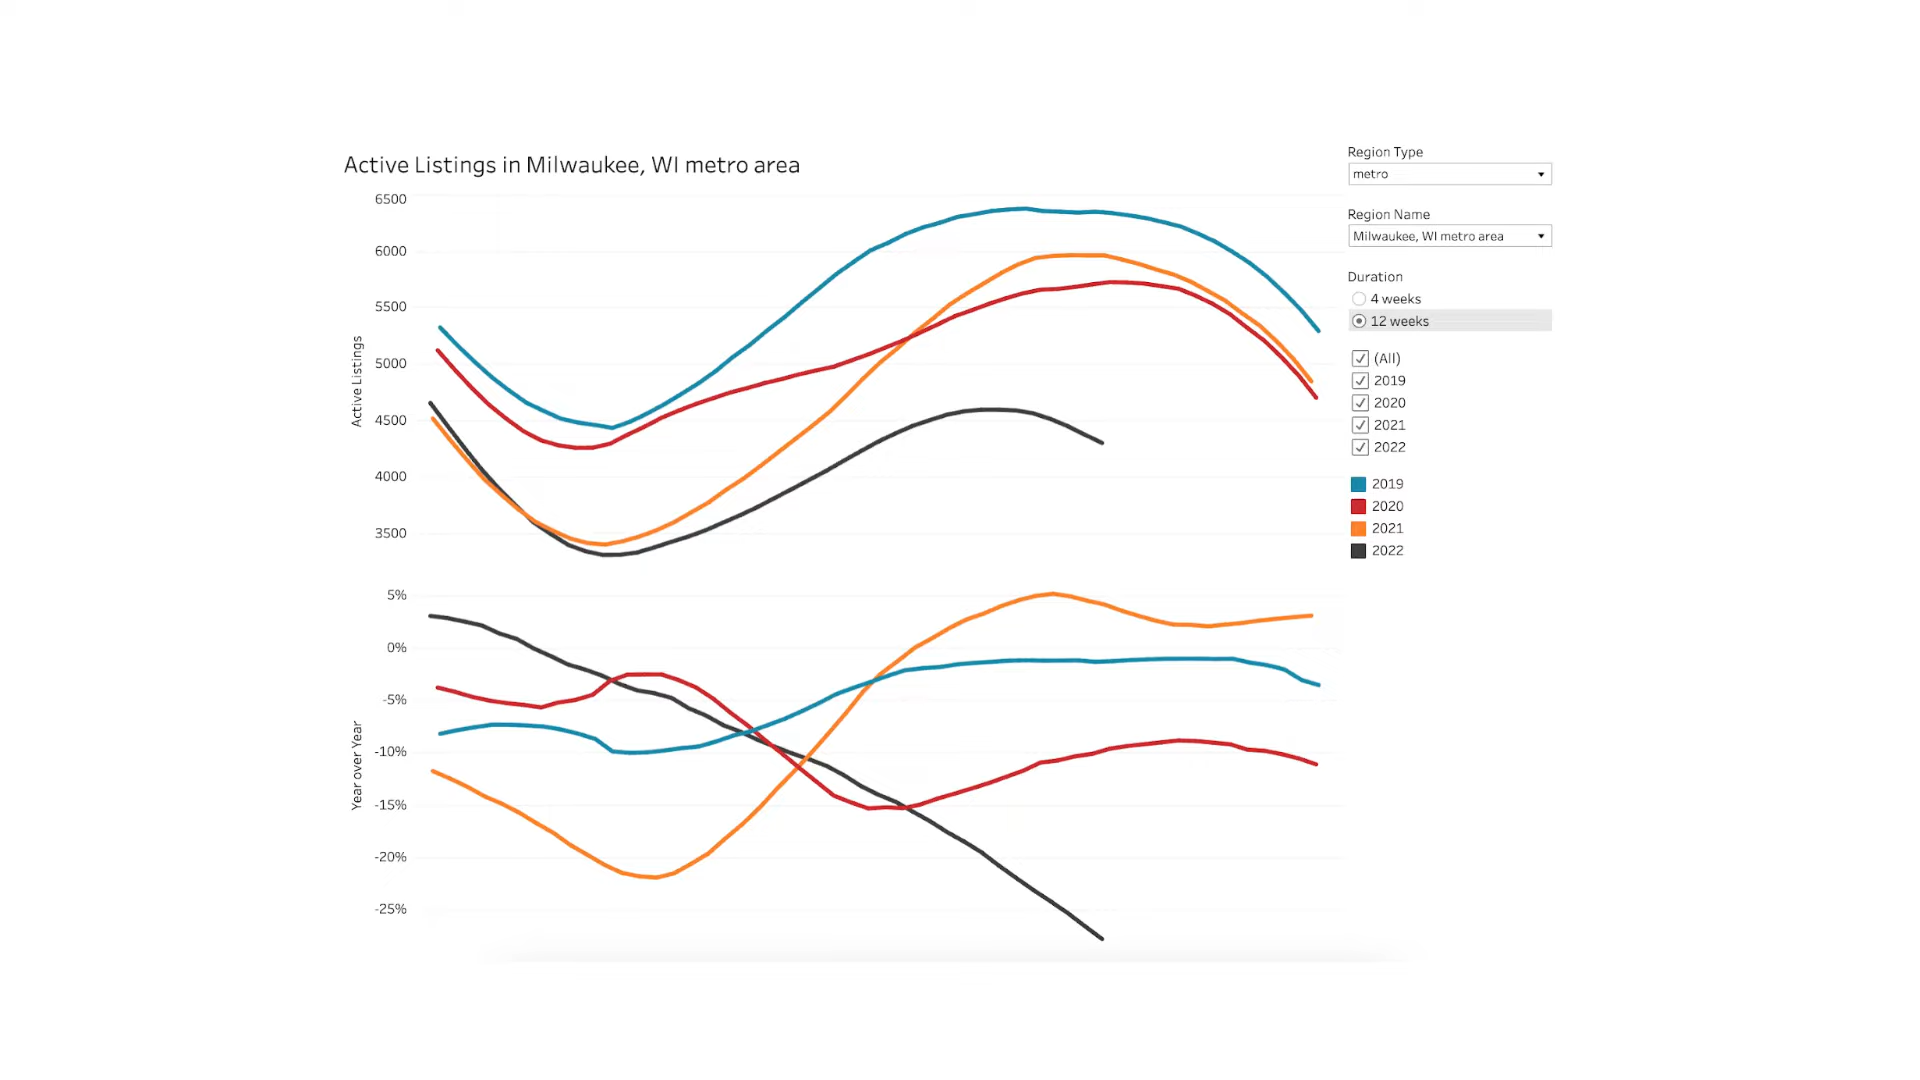 Active Listings in Milwaukee, WI metro area
6500
6000
5500
5000
4500
4000
3500
Active Listings
5%
0%
-5%
-10%
-15%
-20%
-25%
Year over Year
Region Type
metro
Region Name
Milwaukee, WI metro area
Duration
4 weeks
12 weeks
(All)
2019
2020
2021
2022
2019
2020
2021
2022